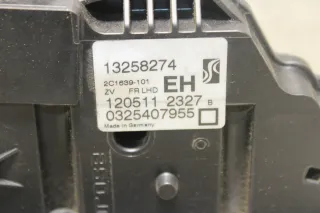 13258274
2C1639-101
EH
ZV FR LHD
120511 2327 B
0325407955
Made in Germany